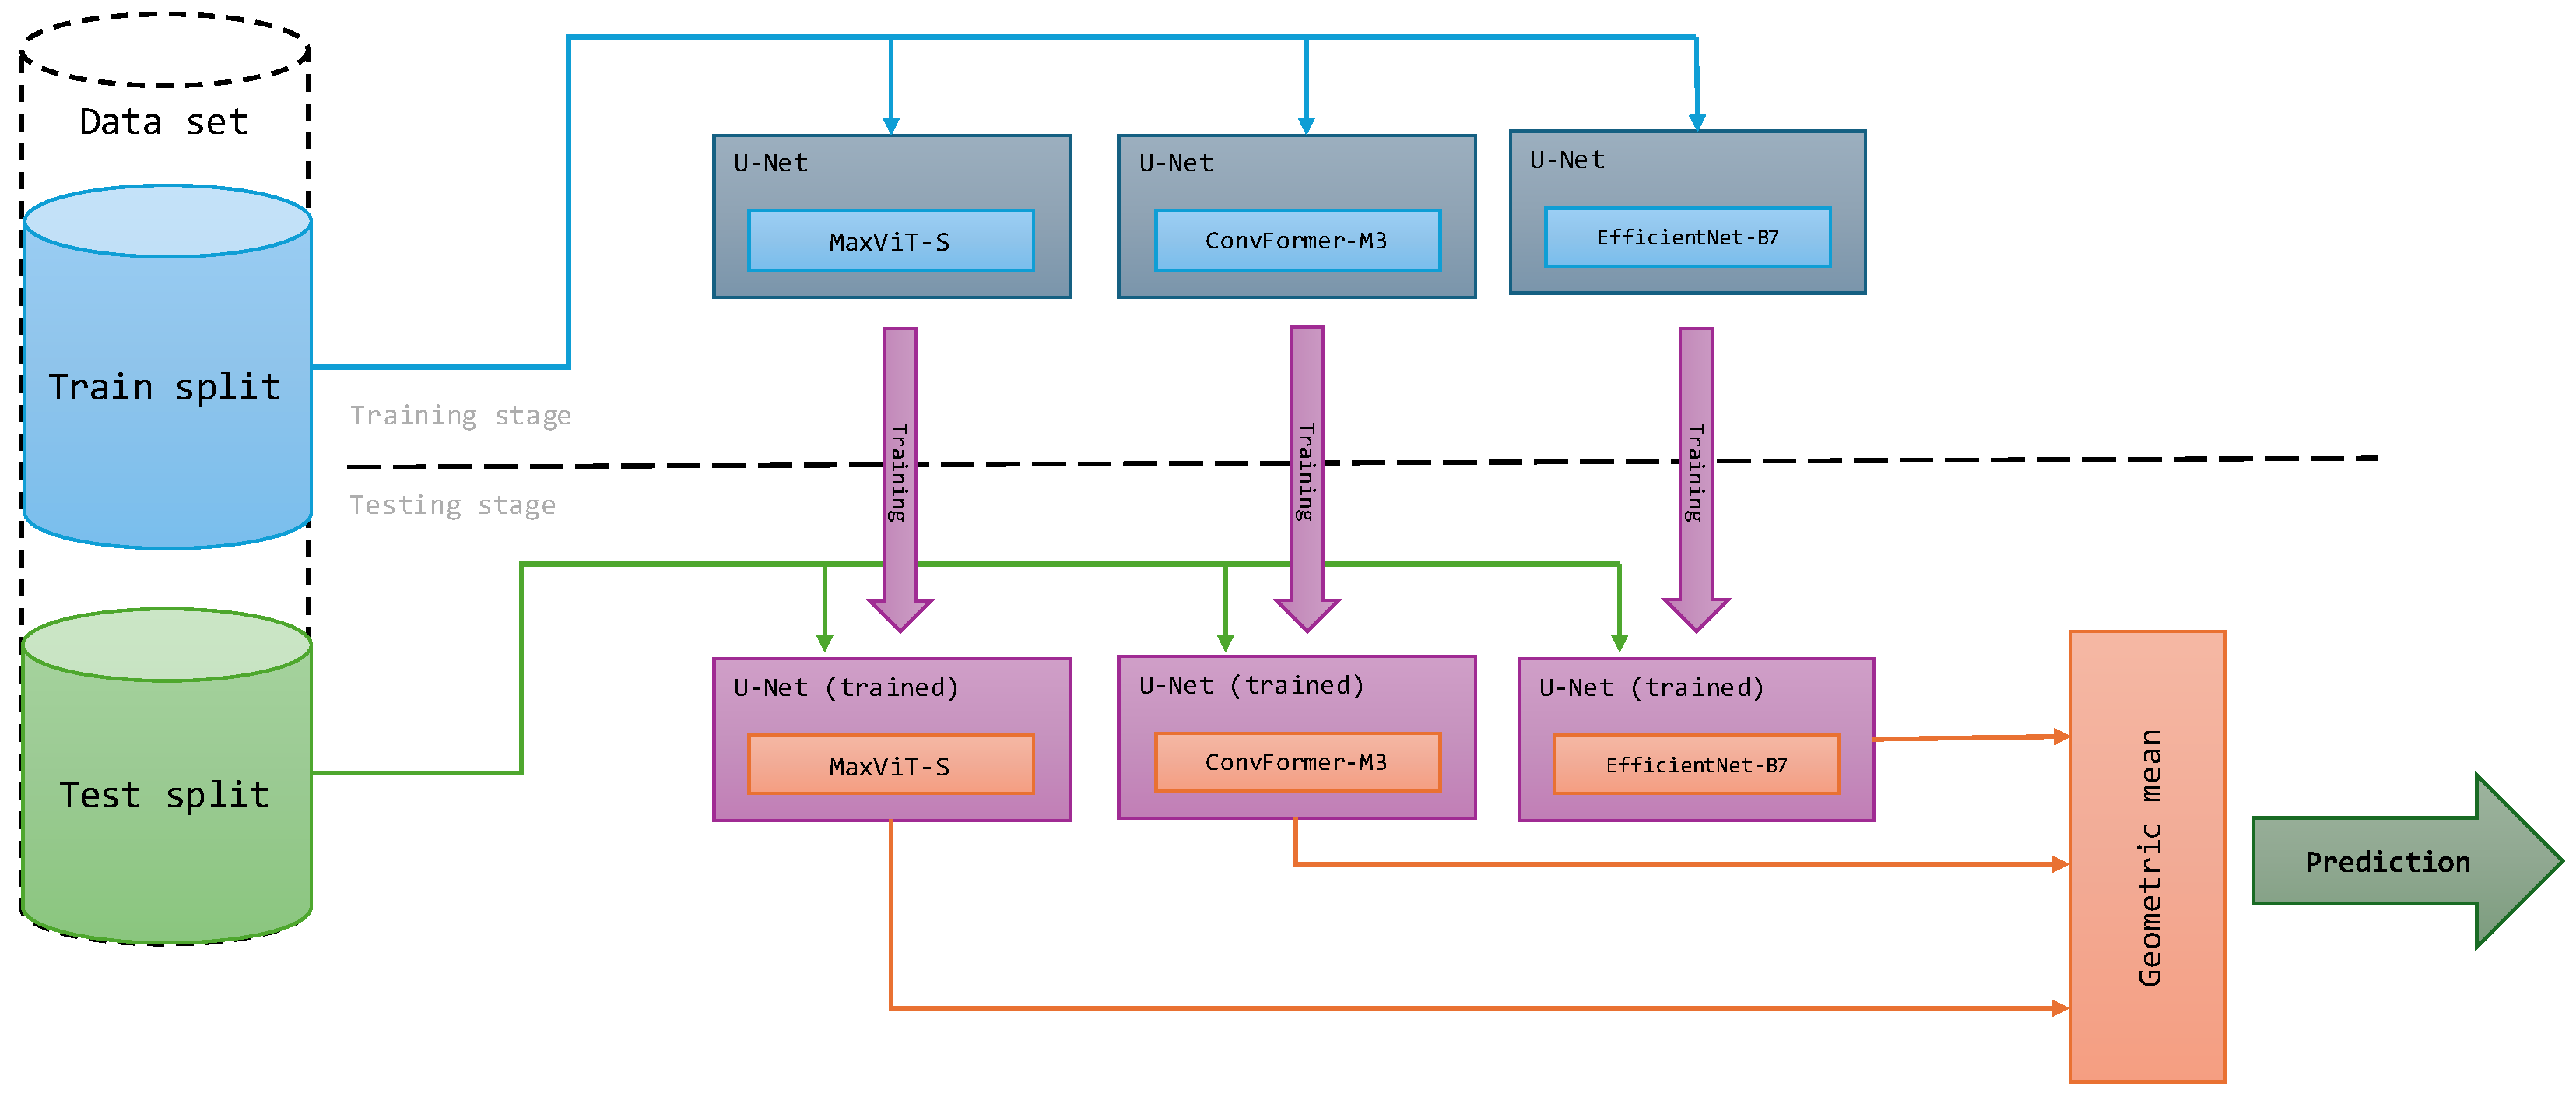 Data set
Train split
Test split
Training stage
Testing stage
U-Net
MaxViT-S
U-Net
ConvFormer-M3
U-Net
EfficientNet-B7
Training
Training
Training
U-Net (trained)
MaxViT-S
U-Net (trained)
ConvFormer-M3
U-Net (trained)
EfficientNet-B7
Geometric mean
Prediction